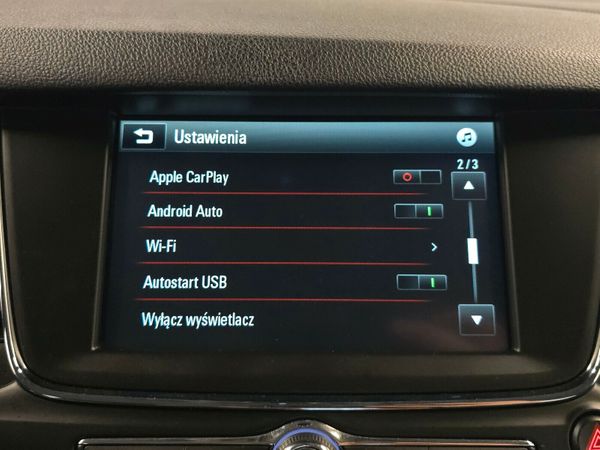 Ustawienia
2/3
Apple CarPlay
Android Auto
Wi-Fi
Autostart USB
Wyłącz wyświetlacz